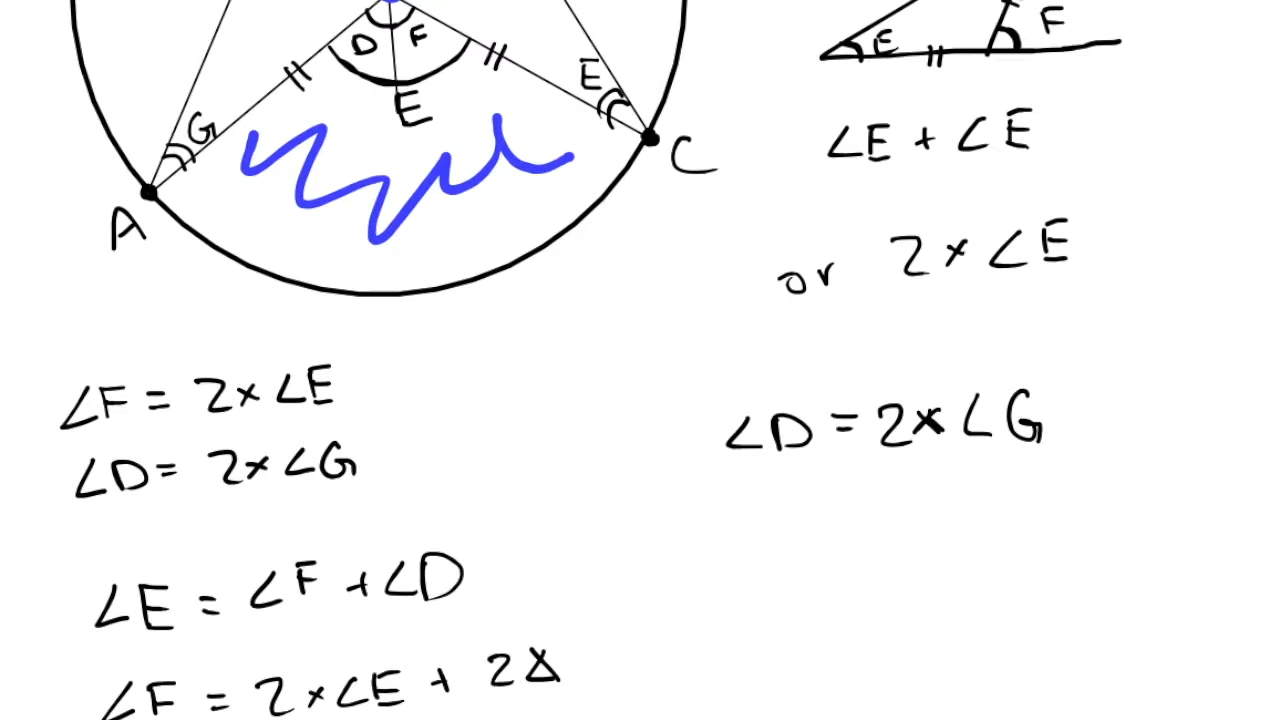 D F
F
E
E
E
G
C
A
∠E + ∠E
or 2 × ∠E
∠F = 2 × ∠E
∠D = 2 × ∠G
∠D = 2 × ∠G
∠E = ∠F + ∠D
∠F = 2 × ∠E + 2∆